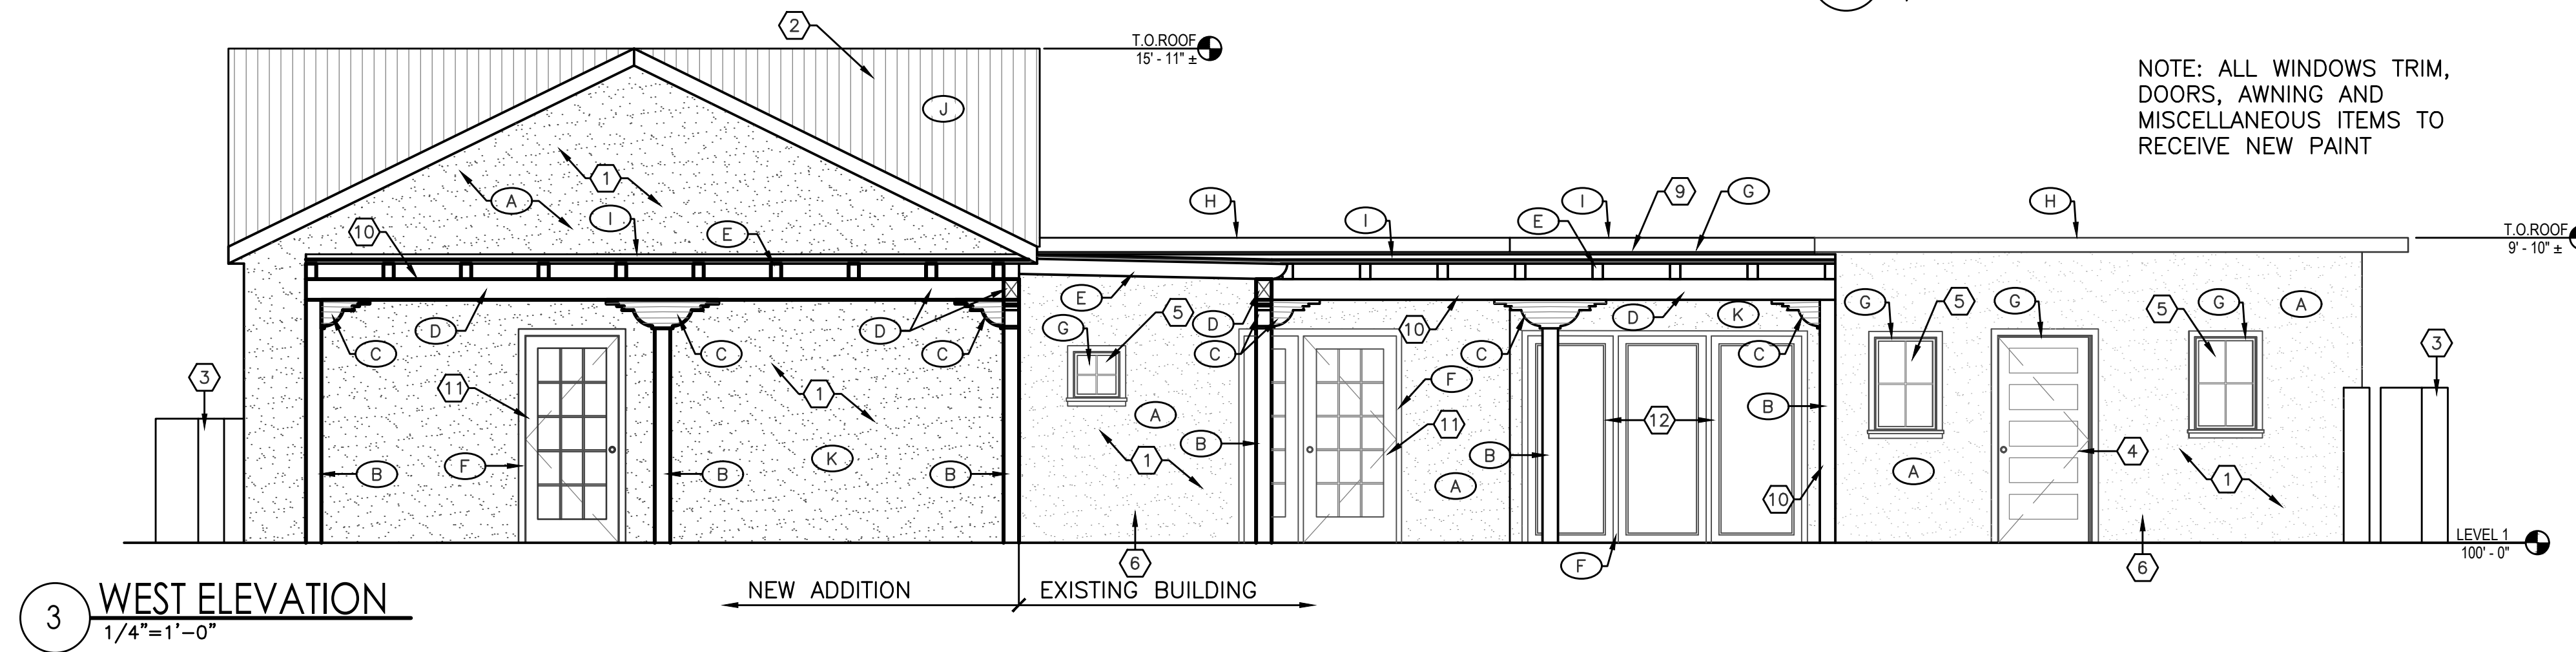 2
T.O.ROOF
15' - 11" ±
NOTE: ALL WINDOWS TRIM,
DOORS, AWNING AND
MISCELLANEOUS ITEMS TO
RECEIVE NEW PAINT
J
1
A
I
10
E
H
I
E
I
9
G
H
T.O.ROOF
9' - 10" ±
E
G
5
D
C
D
C
C
D
C
10
C
D
K
C
G
5
G
5
G
A
3
11
1
F
11
A
B
12
B
3
B
F
B
K
B
1
B
A
10
A
4
1
6
F
6
LEVEL 1
100' - 0"
NEW ADDITION
EXISTING BUILDING
3
WEST ELEVATION
1/4"=1'-0"